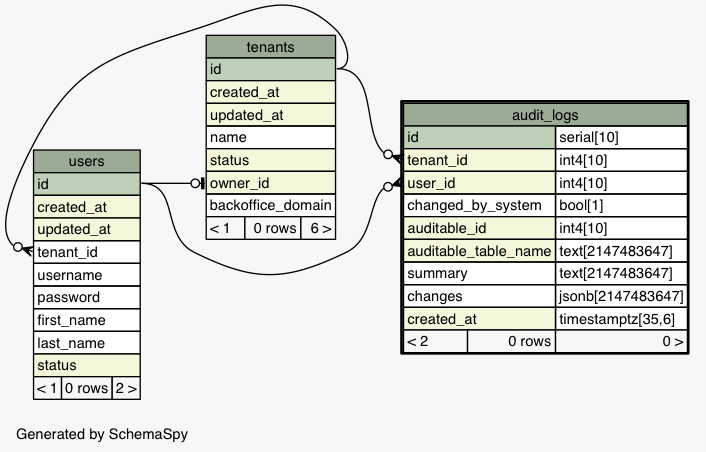 tenants
id
created_at
updated_at
name
status
owner_id
backoffice_domain
< 1 0 rows 6 >
audit_logs
id serial[10]
tenant_id int4[10]
user_id int4[10]
changed_by_system bool[1]
auditable_id int4[10]
auditable_table_name text[2147483647]
summary text[2147483647]
changes jsonb[2147483647]
created_at timestamptz[35,6]
< 2 0 rows 0 >
users
id
created_at
updated_at
tenant_id
username
password
first_name
last_name
status
< 1 0 rows 2 >
Generated by SchemaSpy